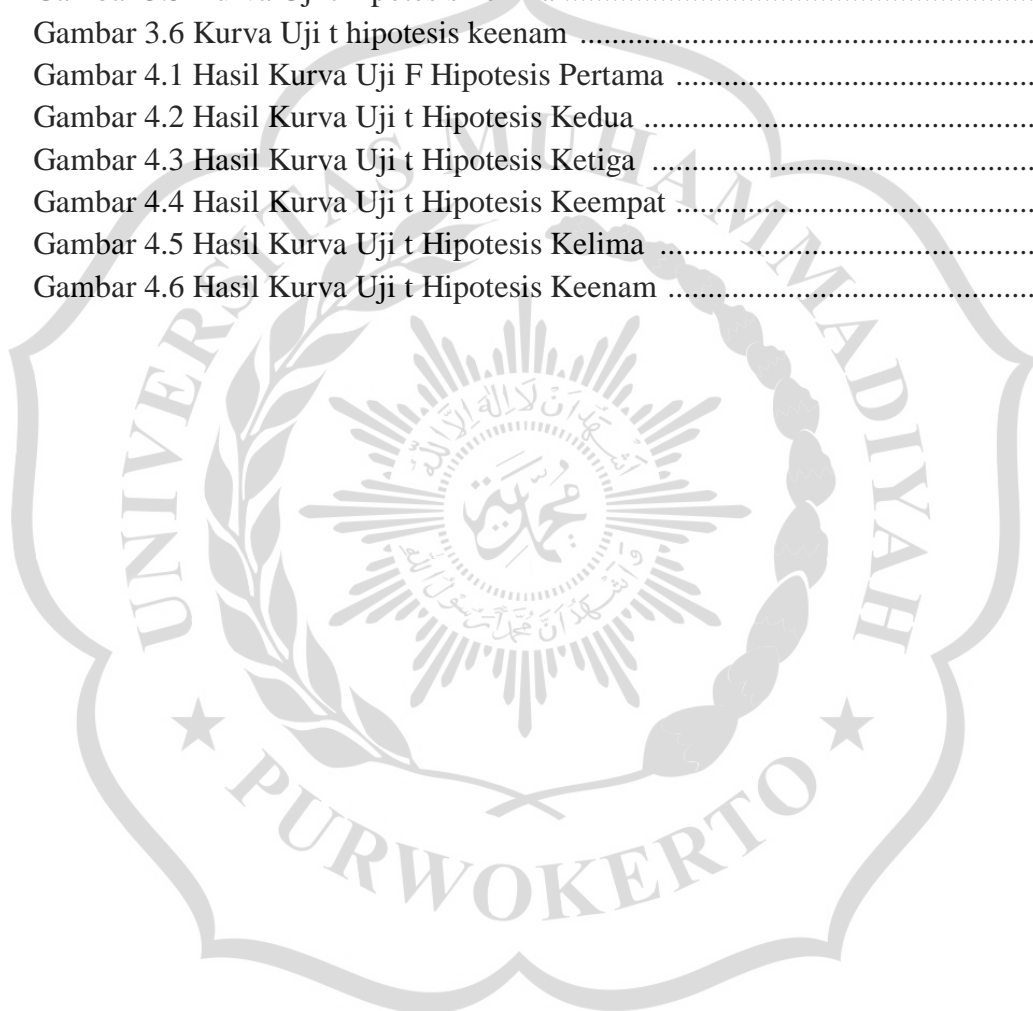 Gambar 3.6 Kurva Uji t hipotesis keenam ..........................................................
Gambar 4.1 Hasil Kurva Uji F Hipotesis Pertama .............................................
Gambar 4.2 Hasil Kurva Uji t Hipotesis Kedua .................................................
Gambar 4.3 Hasil Kurva Uji t Hipotesis Ketiga ................................................
Gambar 4.4 Hasil Kurva Uji t Hipotesis Keempat .............................................
Gambar 4.5 Hasil Kurva Uji t Hipotesis Kelima ...............................................
Gambar 4.6 Hasil Kurva Uji t Hipotesis Keenam ..............................................
UNIVERSITAS MUHAMMADIYAH
اَشْهَدُ اَنْ لَا اِلٰهَ اِلَّا اللهُ
محمدية
وَاَشْهَدُ اَنَّ مُحَمَّدًا رَسُوْلُ اللهِ
PURWOKERTO